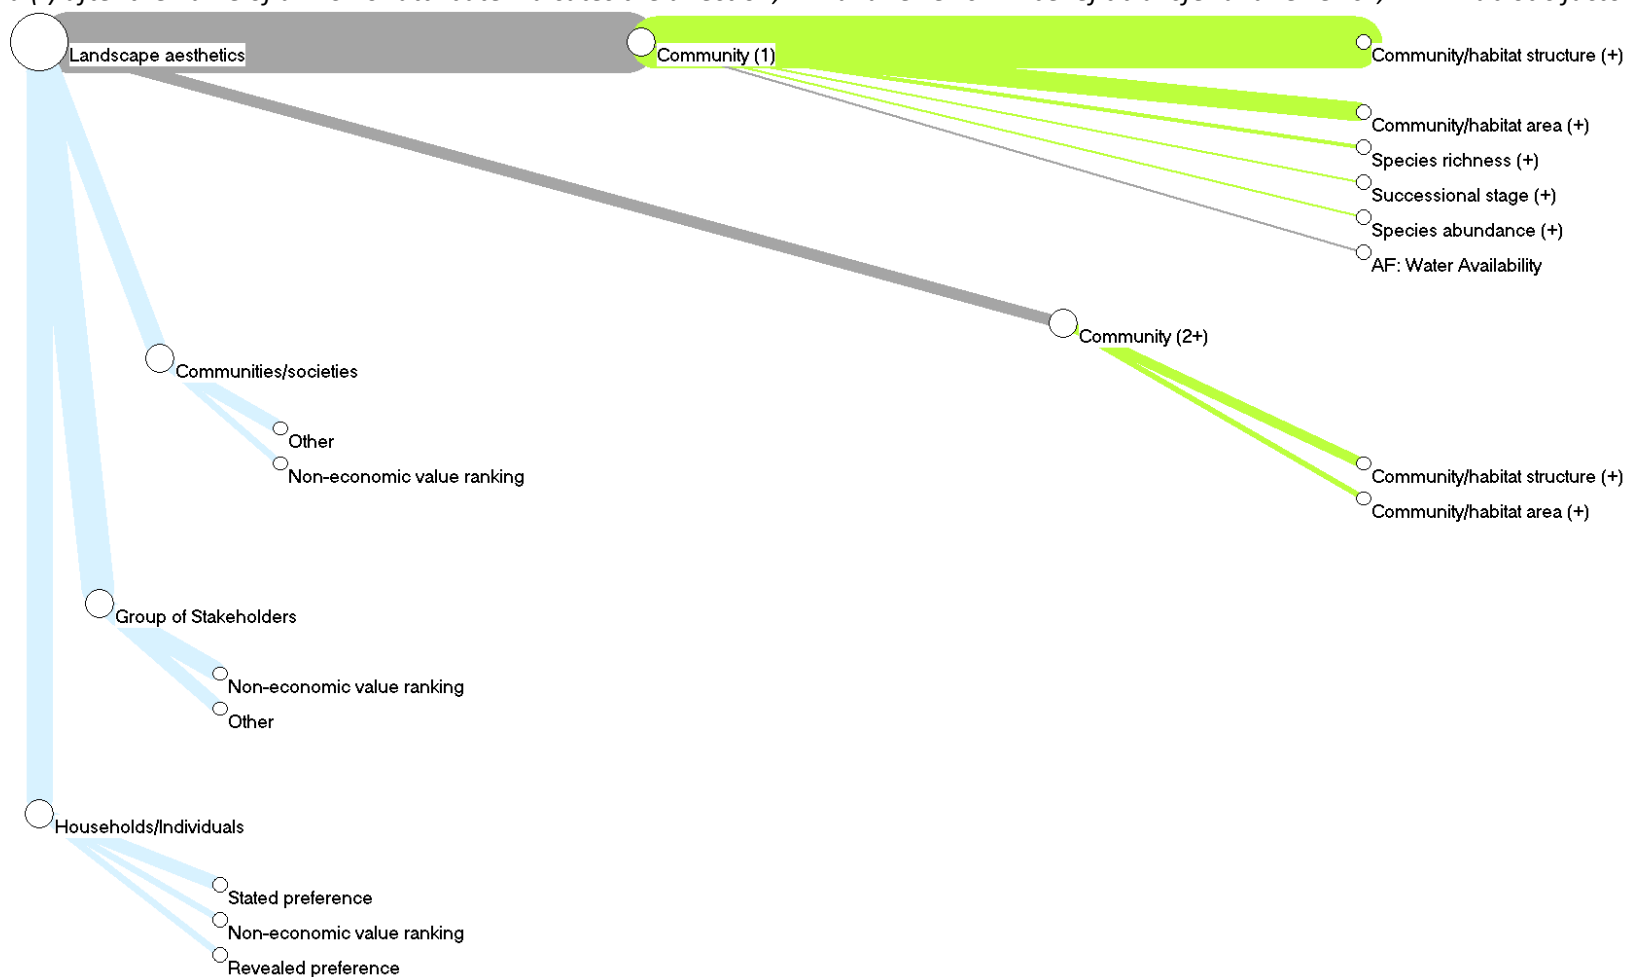 Landscape aesthetics
Community (1)
Community/habitat structure (+)
Community/habitat area (+)
Species richness (+)
Successional stage (+)
Species abundance (+)
AF: Water Availability
Community (2+)
Communities/societies
Other
Non-economic value ranking
Community/habitat structure (+)
Community/habitat area (+)
Group of Stakeholders
Non-economic value ranking
Other
Households/Individuals
Stated preference
Non-economic value ranking
Revealed preference